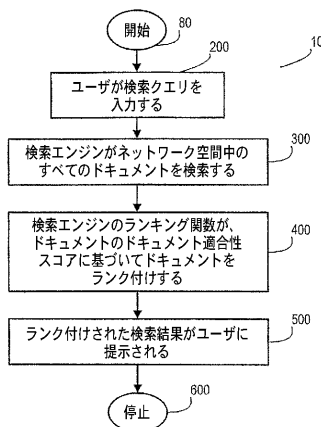 開始
80
10
200
ユーザが検索クエリを
入力する
300
検索エンジンがネットワーク空間中の
すべてのドキュメントを検索する
400
検索エンジンのランキング関数が、
ドキュメントのドキュメント適合性
スコアに基づいてドキュメントを
ランク付けする
500
ランク付けされた検索結果がユーザに
提示される
停止
600